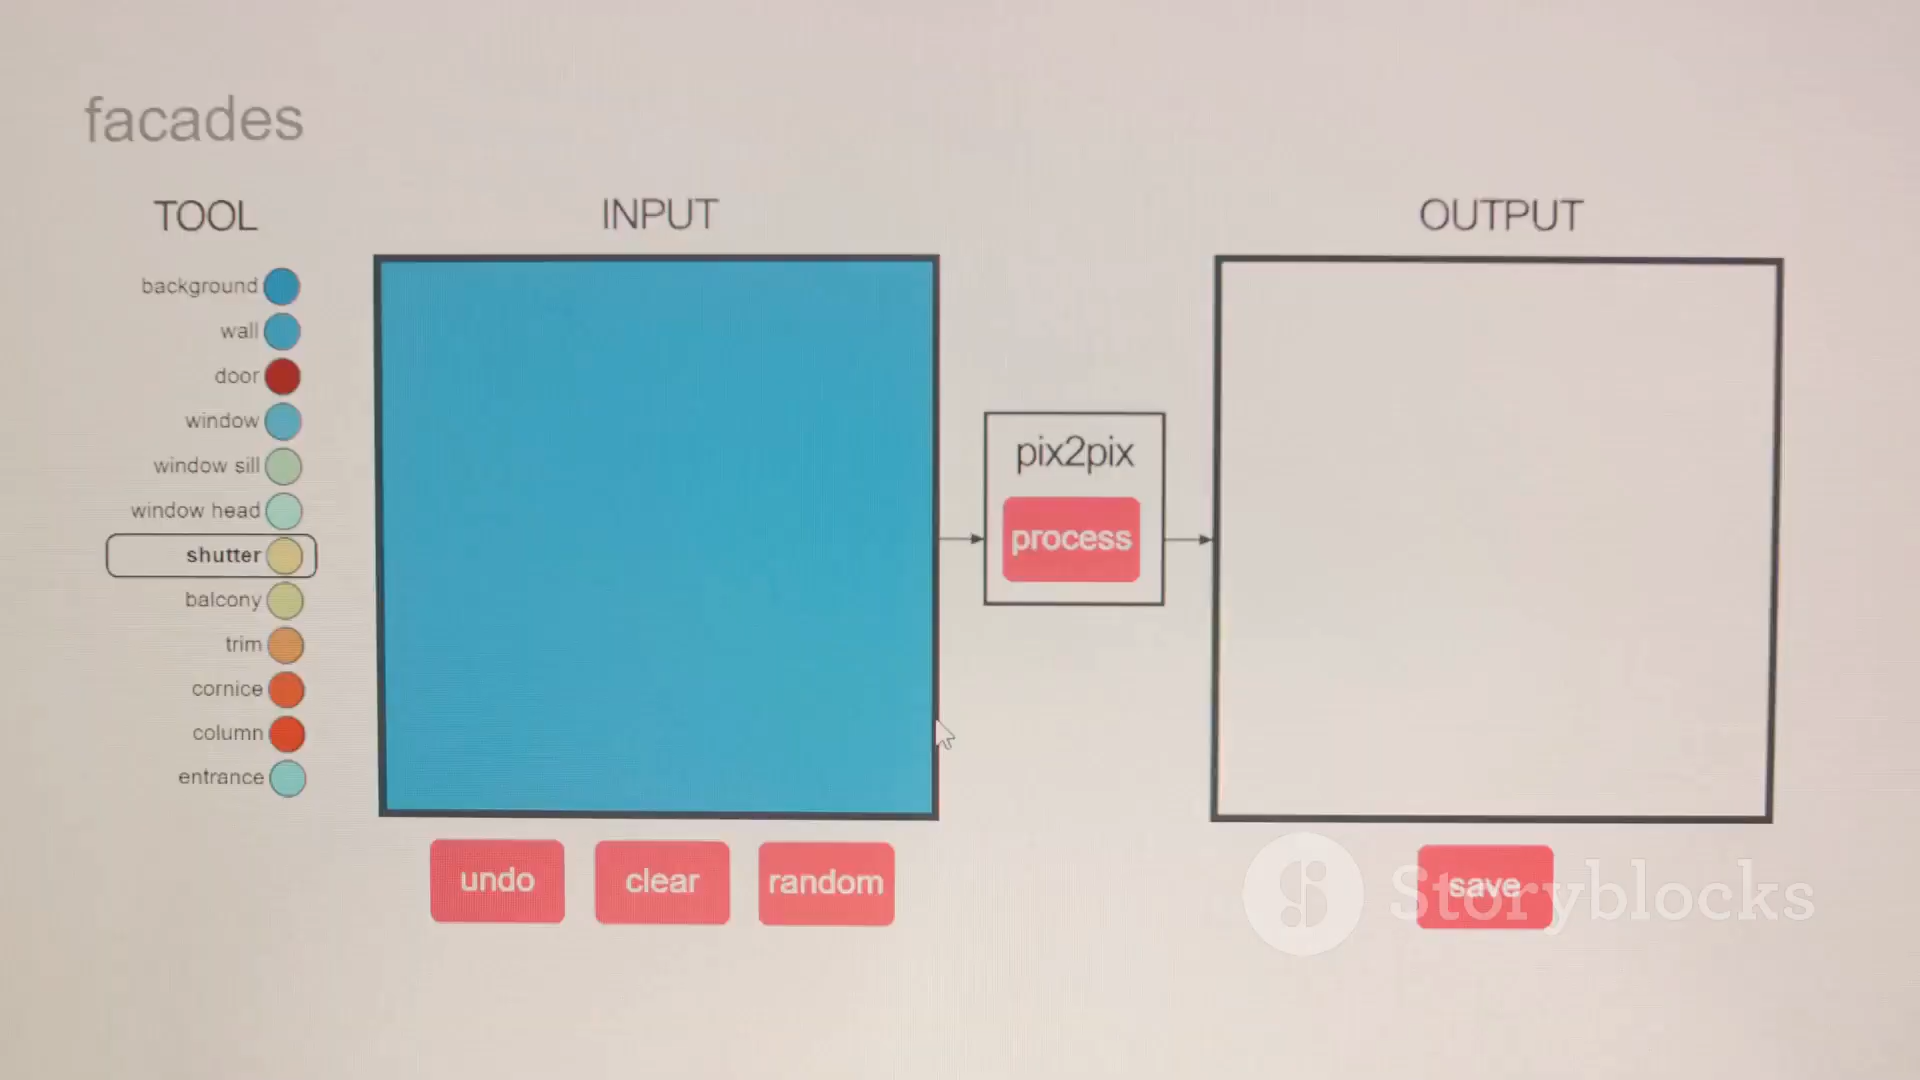 facades
TOOL
INPUT
OUTPUT
background
wall
door
window
window sill
window head
shutter
balcony
trim
cornice
column
entrance
pix2pix
process
undo
clear
random
save
Storyblocks